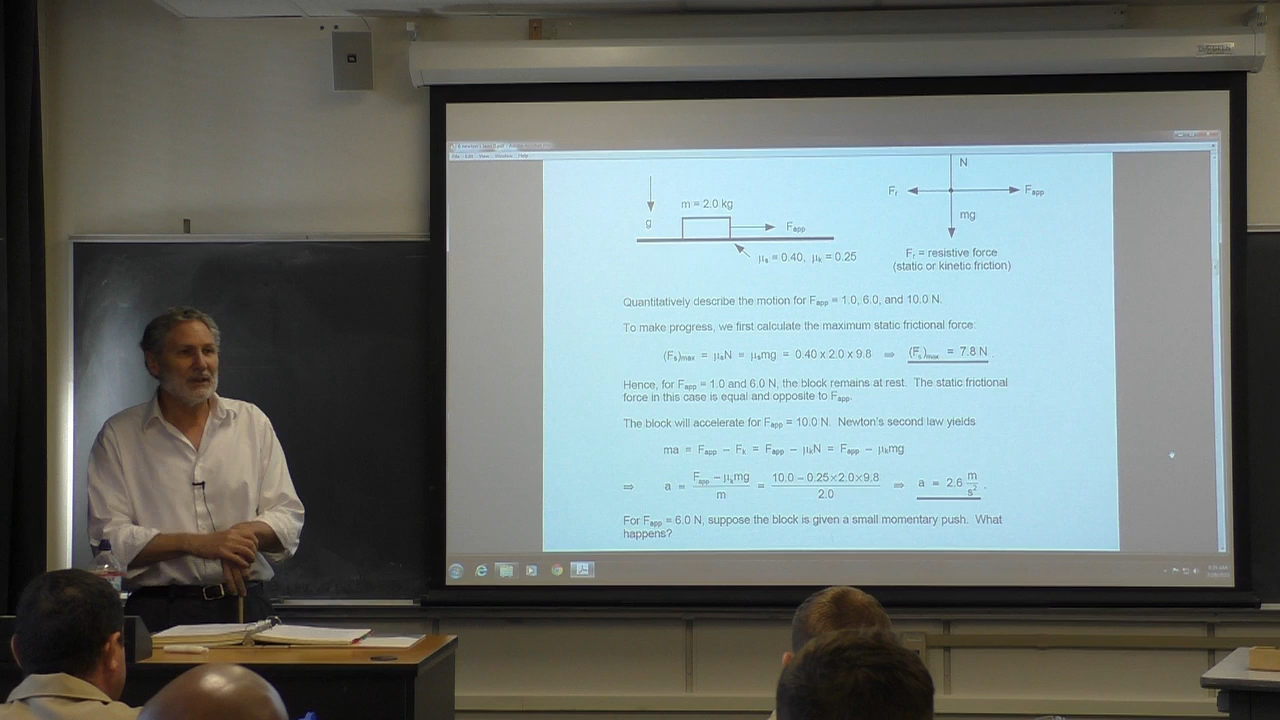 File Edit View Window Help
N
m = 2.0 kg
Fᵣ
Fₐₚₚ
g
Fₐₚₚ
mg
μₛ = 0.40, μₖ = 0.25
Fᵣ = resistive force
(static or kinetic friction)
Quantitatively describe the motion for Fₐₚₚ = 1.0, 6.0, and 10.0 N.
To make progress, we first calculate the maximum static frictional force:
(Fₛ)ₘₐₓ = μₛN = μₛmg = 0.40 x 2.0 x 9.8 ⇒ (Fₛ)ₘₐₓ = 7.8 N .
Hence, for Fₐₚₚ = 1.0 and 6.0 N, the block remains at rest. The static frictional
force in this case is equal and opposite to Fₐₚₚ.
The block will accelerate for Fₐₚₚ = 10.0 N. Newton's second law yields
ma = Fₐₚₚ − Fₖ = Fₐₚₚ − μₖN = Fₐₚₚ − μₖmg
⇒ a = (Fₐₚₚ − μₖmg)/m = (10.0 − 0.25×2.0×9.8)/2.0 ⇒ a = 2.6 m/s² .
For Fₐₚₚ = 6.0 N, suppose the block is given a small momentary push. What
happens?